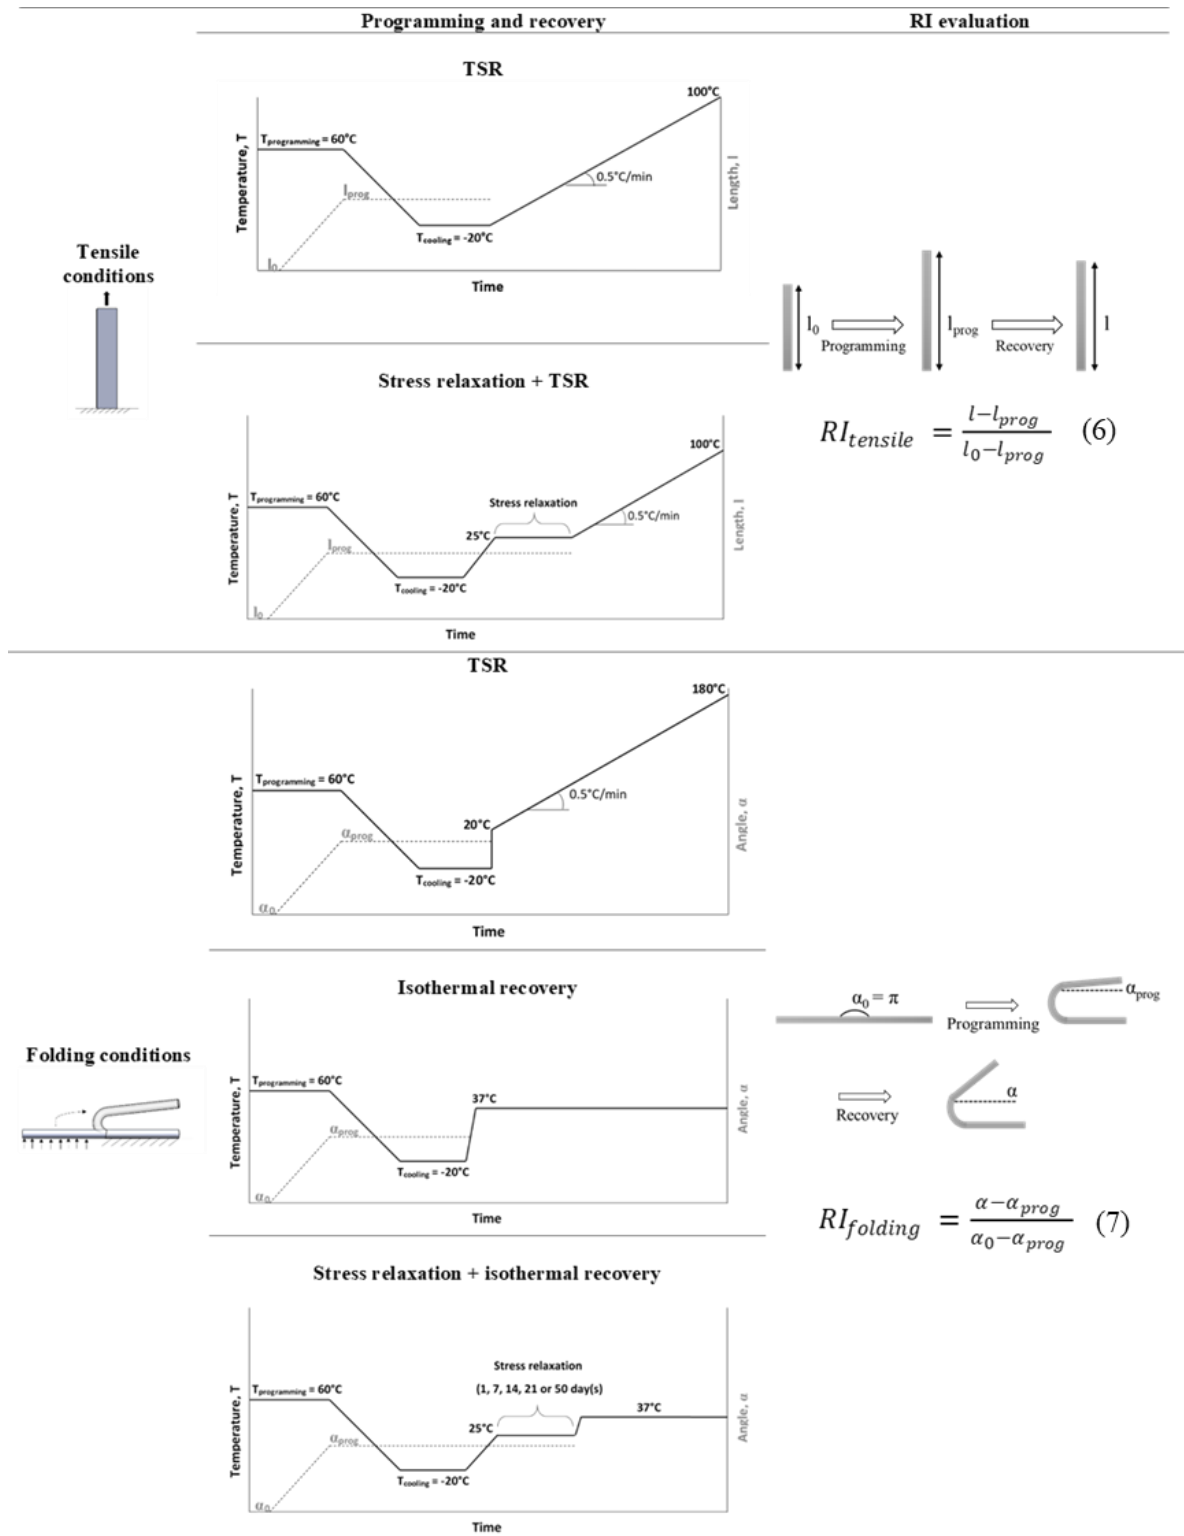 Programming and recovery
RI evaluation
TSR
100°C
Tprogramming = 60°C
Temperature, T
Length, l
0.5°C/min
lprog
Tcooling = -20°C
l0
Time
Tensile
conditions
l0
Programming
lprog
Recovery
l
Stress relaxation + TSR
RItensile = l−lprog / l0−lprog (6)
100°C
Tprogramming = 60°C
Temperature, T
Length, l
Stress relaxation
0.5°C/min
25°C
lprog
Tcooling = -20°C
l0
Time
TSR
180°C
Tprogramming = 60°C
Temperature, T
Angle, α
0.5°C/min
20°C
αprog
Tcooling = -20°C
α0
Time
Isothermal recovery
α0 = π
Programming
αprog
Folding conditions
Tprogramming = 60°C
37°C
Temperature, T
Angle, α
αprog
Tcooling = -20°C
α0
Time
α
Recovery
RIfolding = α−αprog / α0−αprog (7)
Stress relaxation + isothermal recovery
Stress relaxation
(1, 7, 14, 21 or 50 day(s)
Tprogramming = 60°C
37°C
Temperature, T
Angle, α
25°C
αprog
Tcooling = -20°C
α0
Time